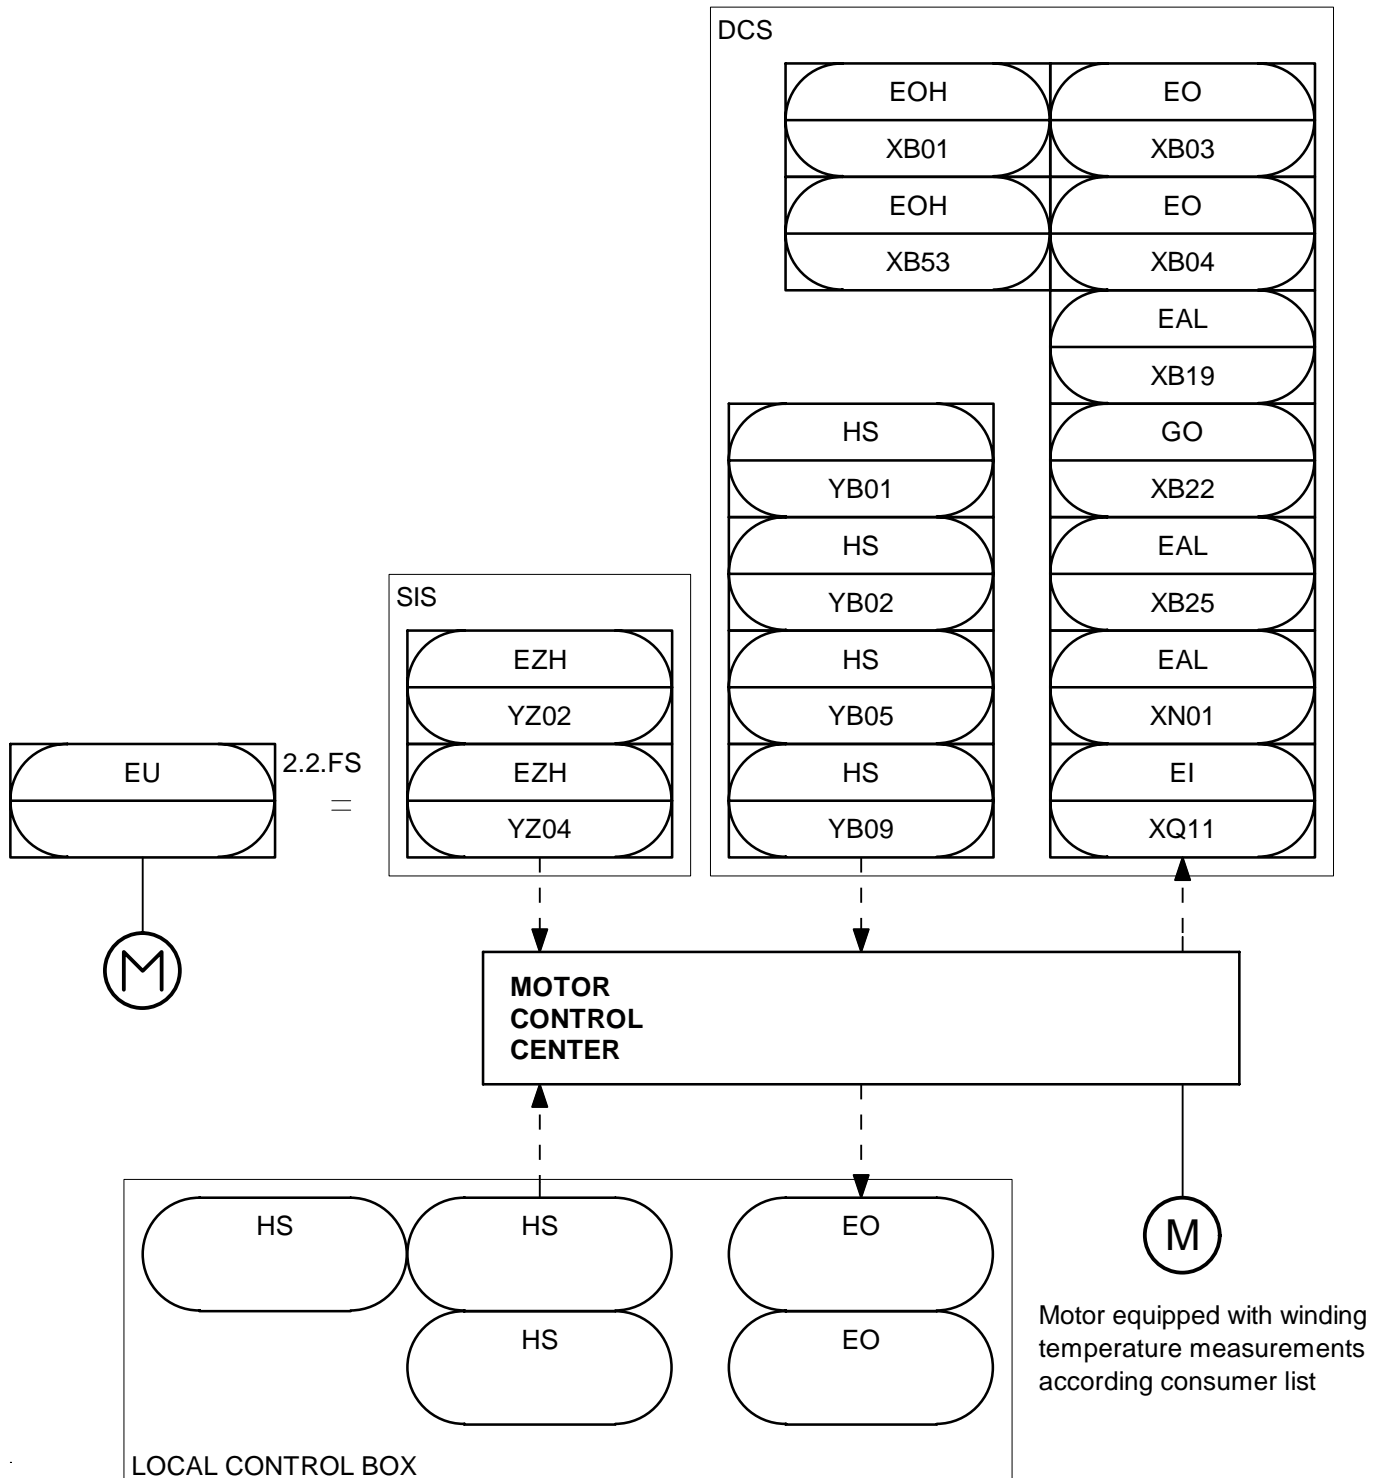 DCS
EOH
EO
XB01
XB03
EOH
EO
XB53
XB04
EAL
XB19
HS
GO
YB01
XB22
HS
EAL
YB02
XB25
SIS
EZH
HS
EAL
YZ02
YB05
XN01
EU
2.2.FS
=
EZH
HS
EI
YZ04
YB09
XQ11
M
MOTOR
CONTROL
CENTER
HS
HS
EO
M
HS
EO
Motor equipped with winding
temperature measurements
according consumer list
LOCAL CONTROL BOX